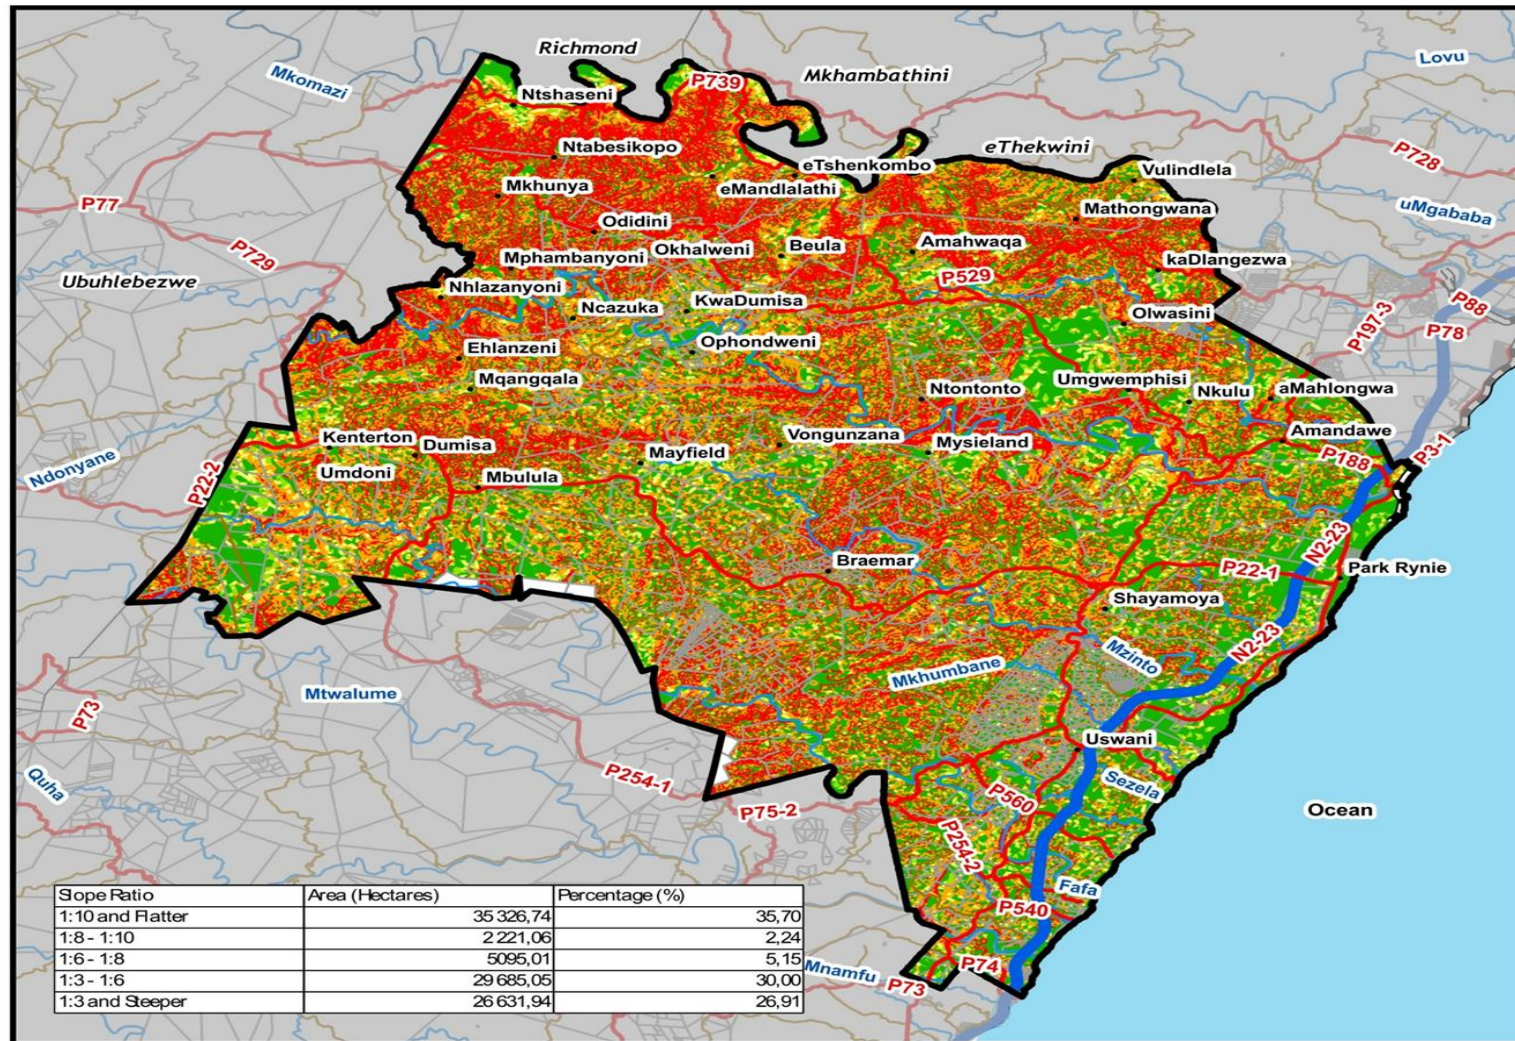 Richmond
Mkomazi
Mkhambathini
Lovu
P739
Ntshaseni
Ntabesikopo
eTshenkombo
eThekwini
P728
Vulindlela
Mkhunya
eMandlalathi
P77
Mathongwana
uMgababa
Odidini
Okhalweni
Beula
Amahwaqa
P729
Mphambanyoni
kaDlangezwa
Ubuhlebezwe
Nhlazanyoni
P529
Ncazuka
KwaDumisa
Olwasini
P197-3
P88
P78
Ehlanzeni
Ophondweni
Mqangqala
Ntontonto
Umgwemphisi
Nkulu
aMahlongwa
Kenterton
Dumisa
Vongunzana
Mysieland
Amandawe
Ndonyane
P22-2
Umdoni
Mayfield
P188
P3-1
Mbulula
N2-23
Braemar
P22-1
Park Rynie
Shayamoya
N2-23
Mkhumbane
Mzinto
Mtwalume
P73
Uswani
Quha
P254-1
Sezela
P75-2
P560
Ocean
P254-2
Fafa
P540
Mnamfu
P74
P73
Slope Ratio Area (Hectares) Percentage (%)
1:10 and Flatter 35 326,74 35,70
1:8 - 1:10 2 221,06 2,24
1:6 - 1:8 5095,01 5,15
1:3 - 1:6 29 685,05 30,00
1:3 and Steeper 26 631,94 26,91